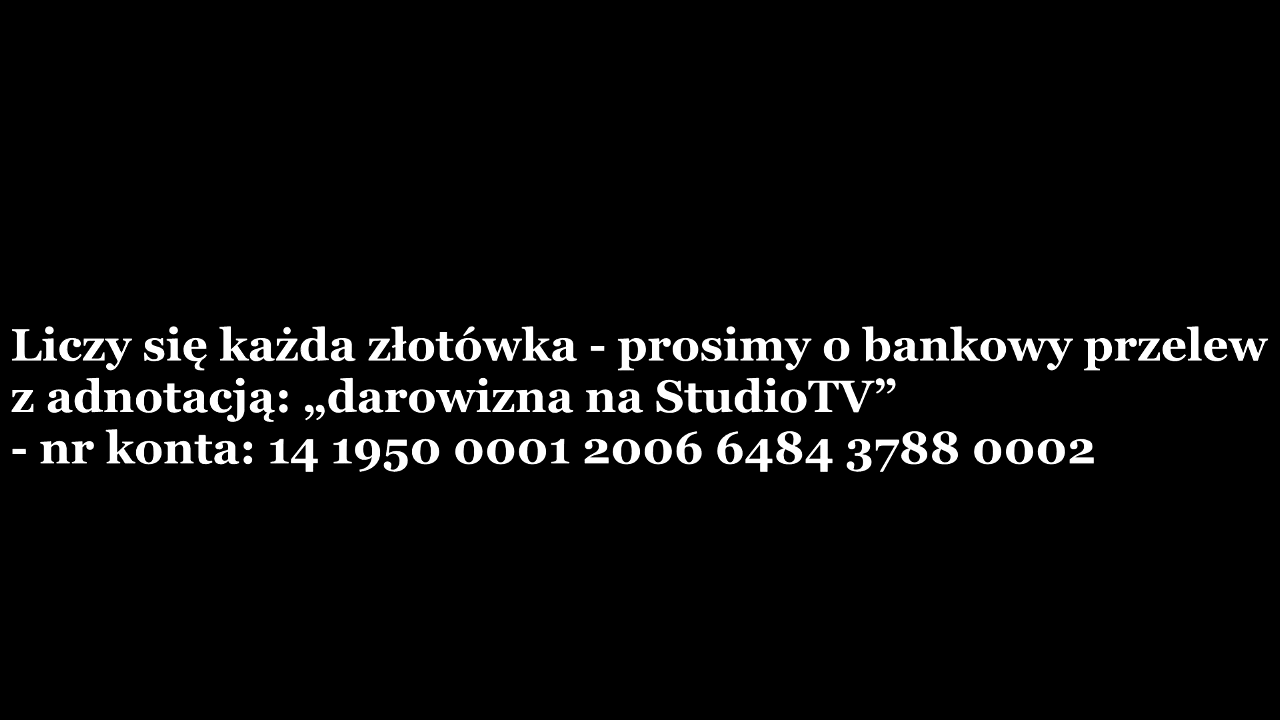 Liczy się każda złotówka - prosimy o bankowy przelew
z adnotacją: „darowizna na StudioTV”
- nr konta: 14 1950 0001 2006 6484 3788 0002